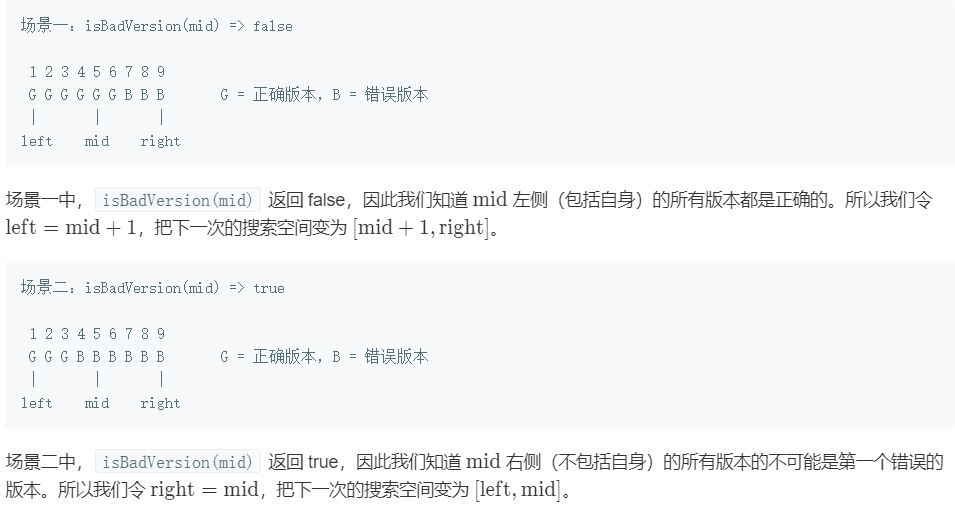 场景一：isBadVersion(mid) => false
1 2 3 4 5 6 7 8 9
G G G G G G B B B G = 正确版本，B = 错误版本
| | |
left mid right
场景一中， isBadVersion(mid) 返回 false，因此我们知道 mid 左侧（包括自身）的所有版本都是正确的。所以我们令
left = mid + 1，把下一次的搜索空间变为 [mid + 1, right]。
场景二：isBadVersion(mid) => true
1 2 3 4 5 6 7 8 9
G G G B B B B B B G = 正确版本，B = 错误版本
| | |
left mid right
场景二中， isBadVersion(mid) 返回 true，因此我们知道 mid 右侧（不包括自身）的所有版本的不可能是第一个错误的
版本。所以我们令 right = mid，把下一次的搜索空间变为 [left, mid]。